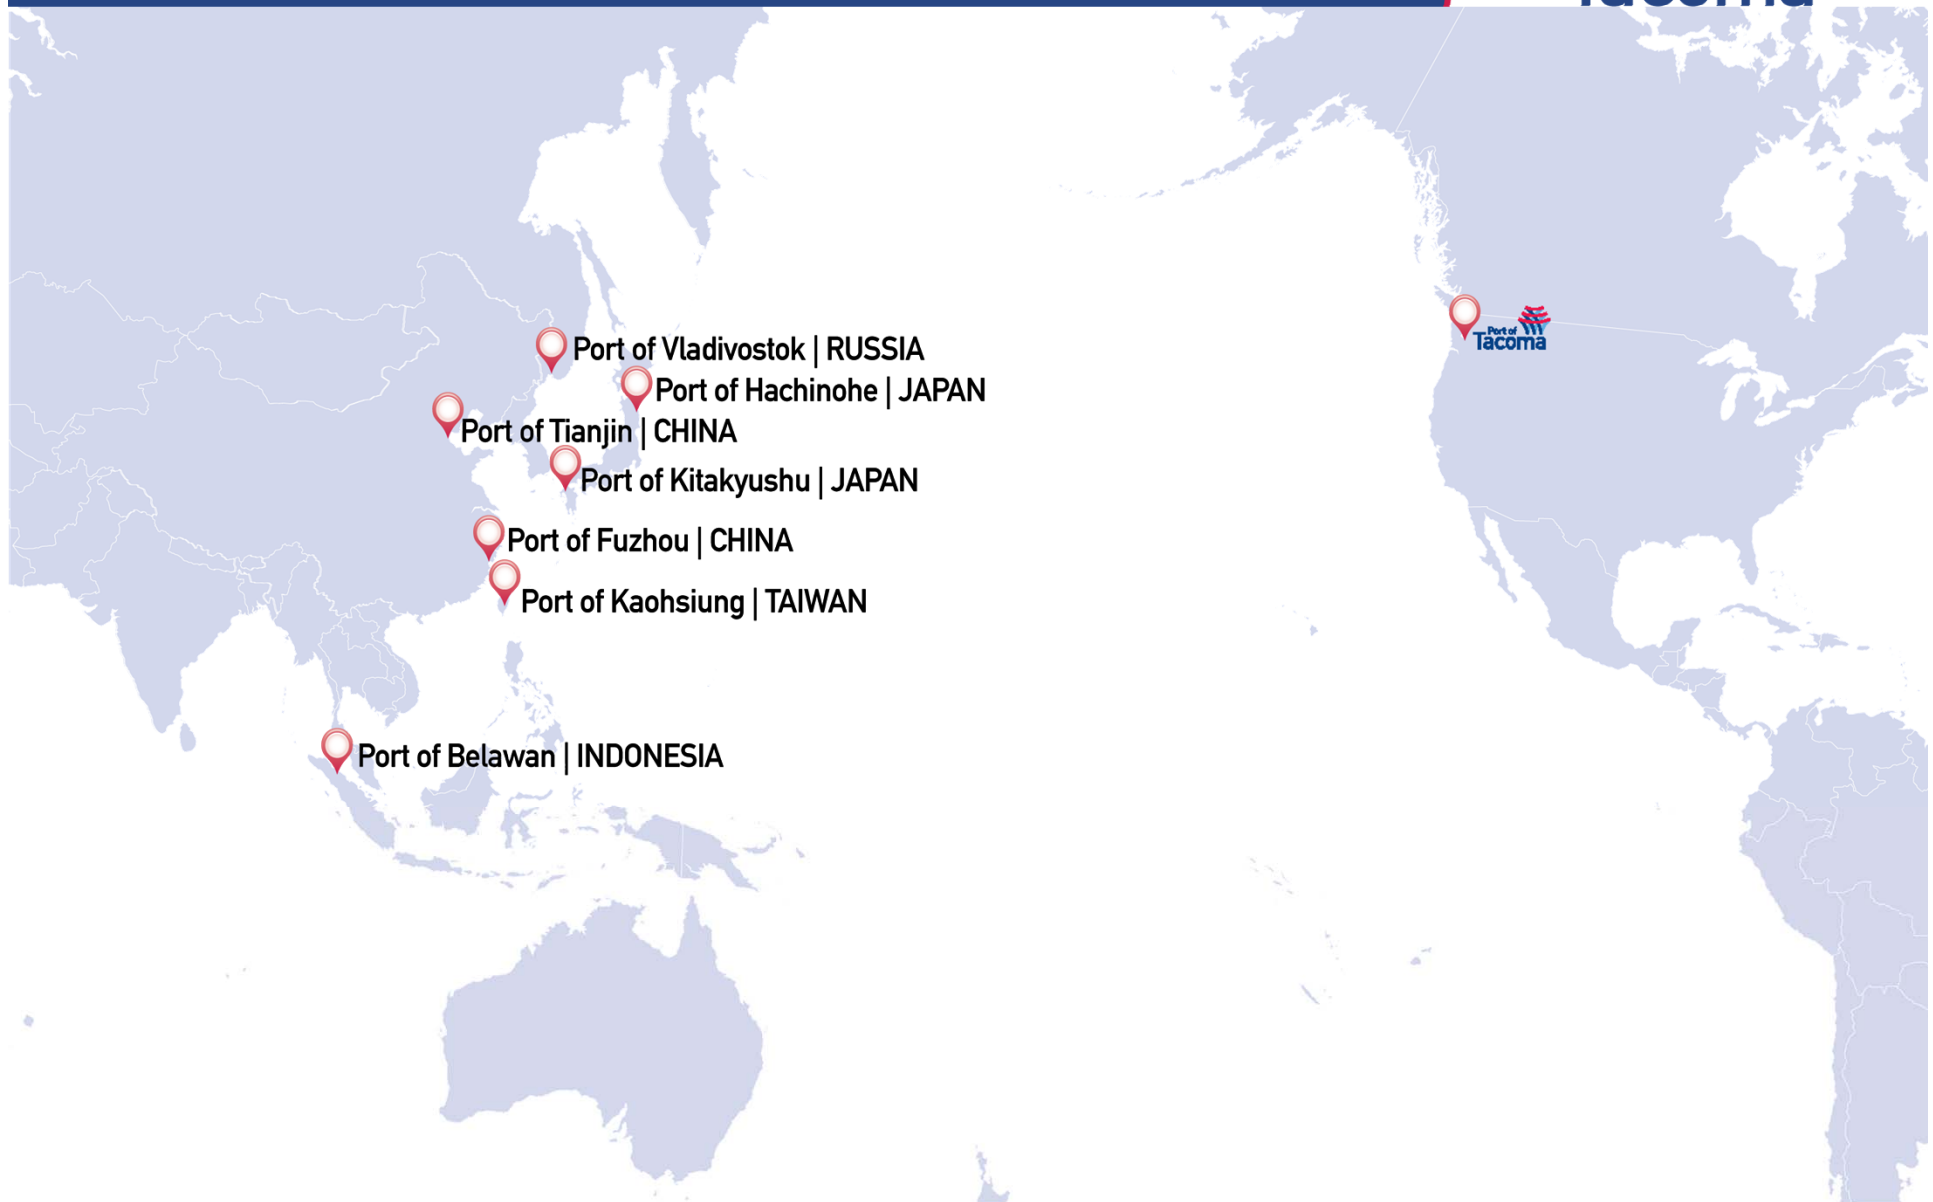 Tacoma
Port of
Tacoma
Port of Vladivostok | RUSSIA
Port of Hachinohe | JAPAN
Port of Tianjin | CHINA
Port of Kitakyushu | JAPAN
Port of Fuzhou | CHINA
Port of Kaohsiung | TAIWAN
Port of Belawan | INDONESIA